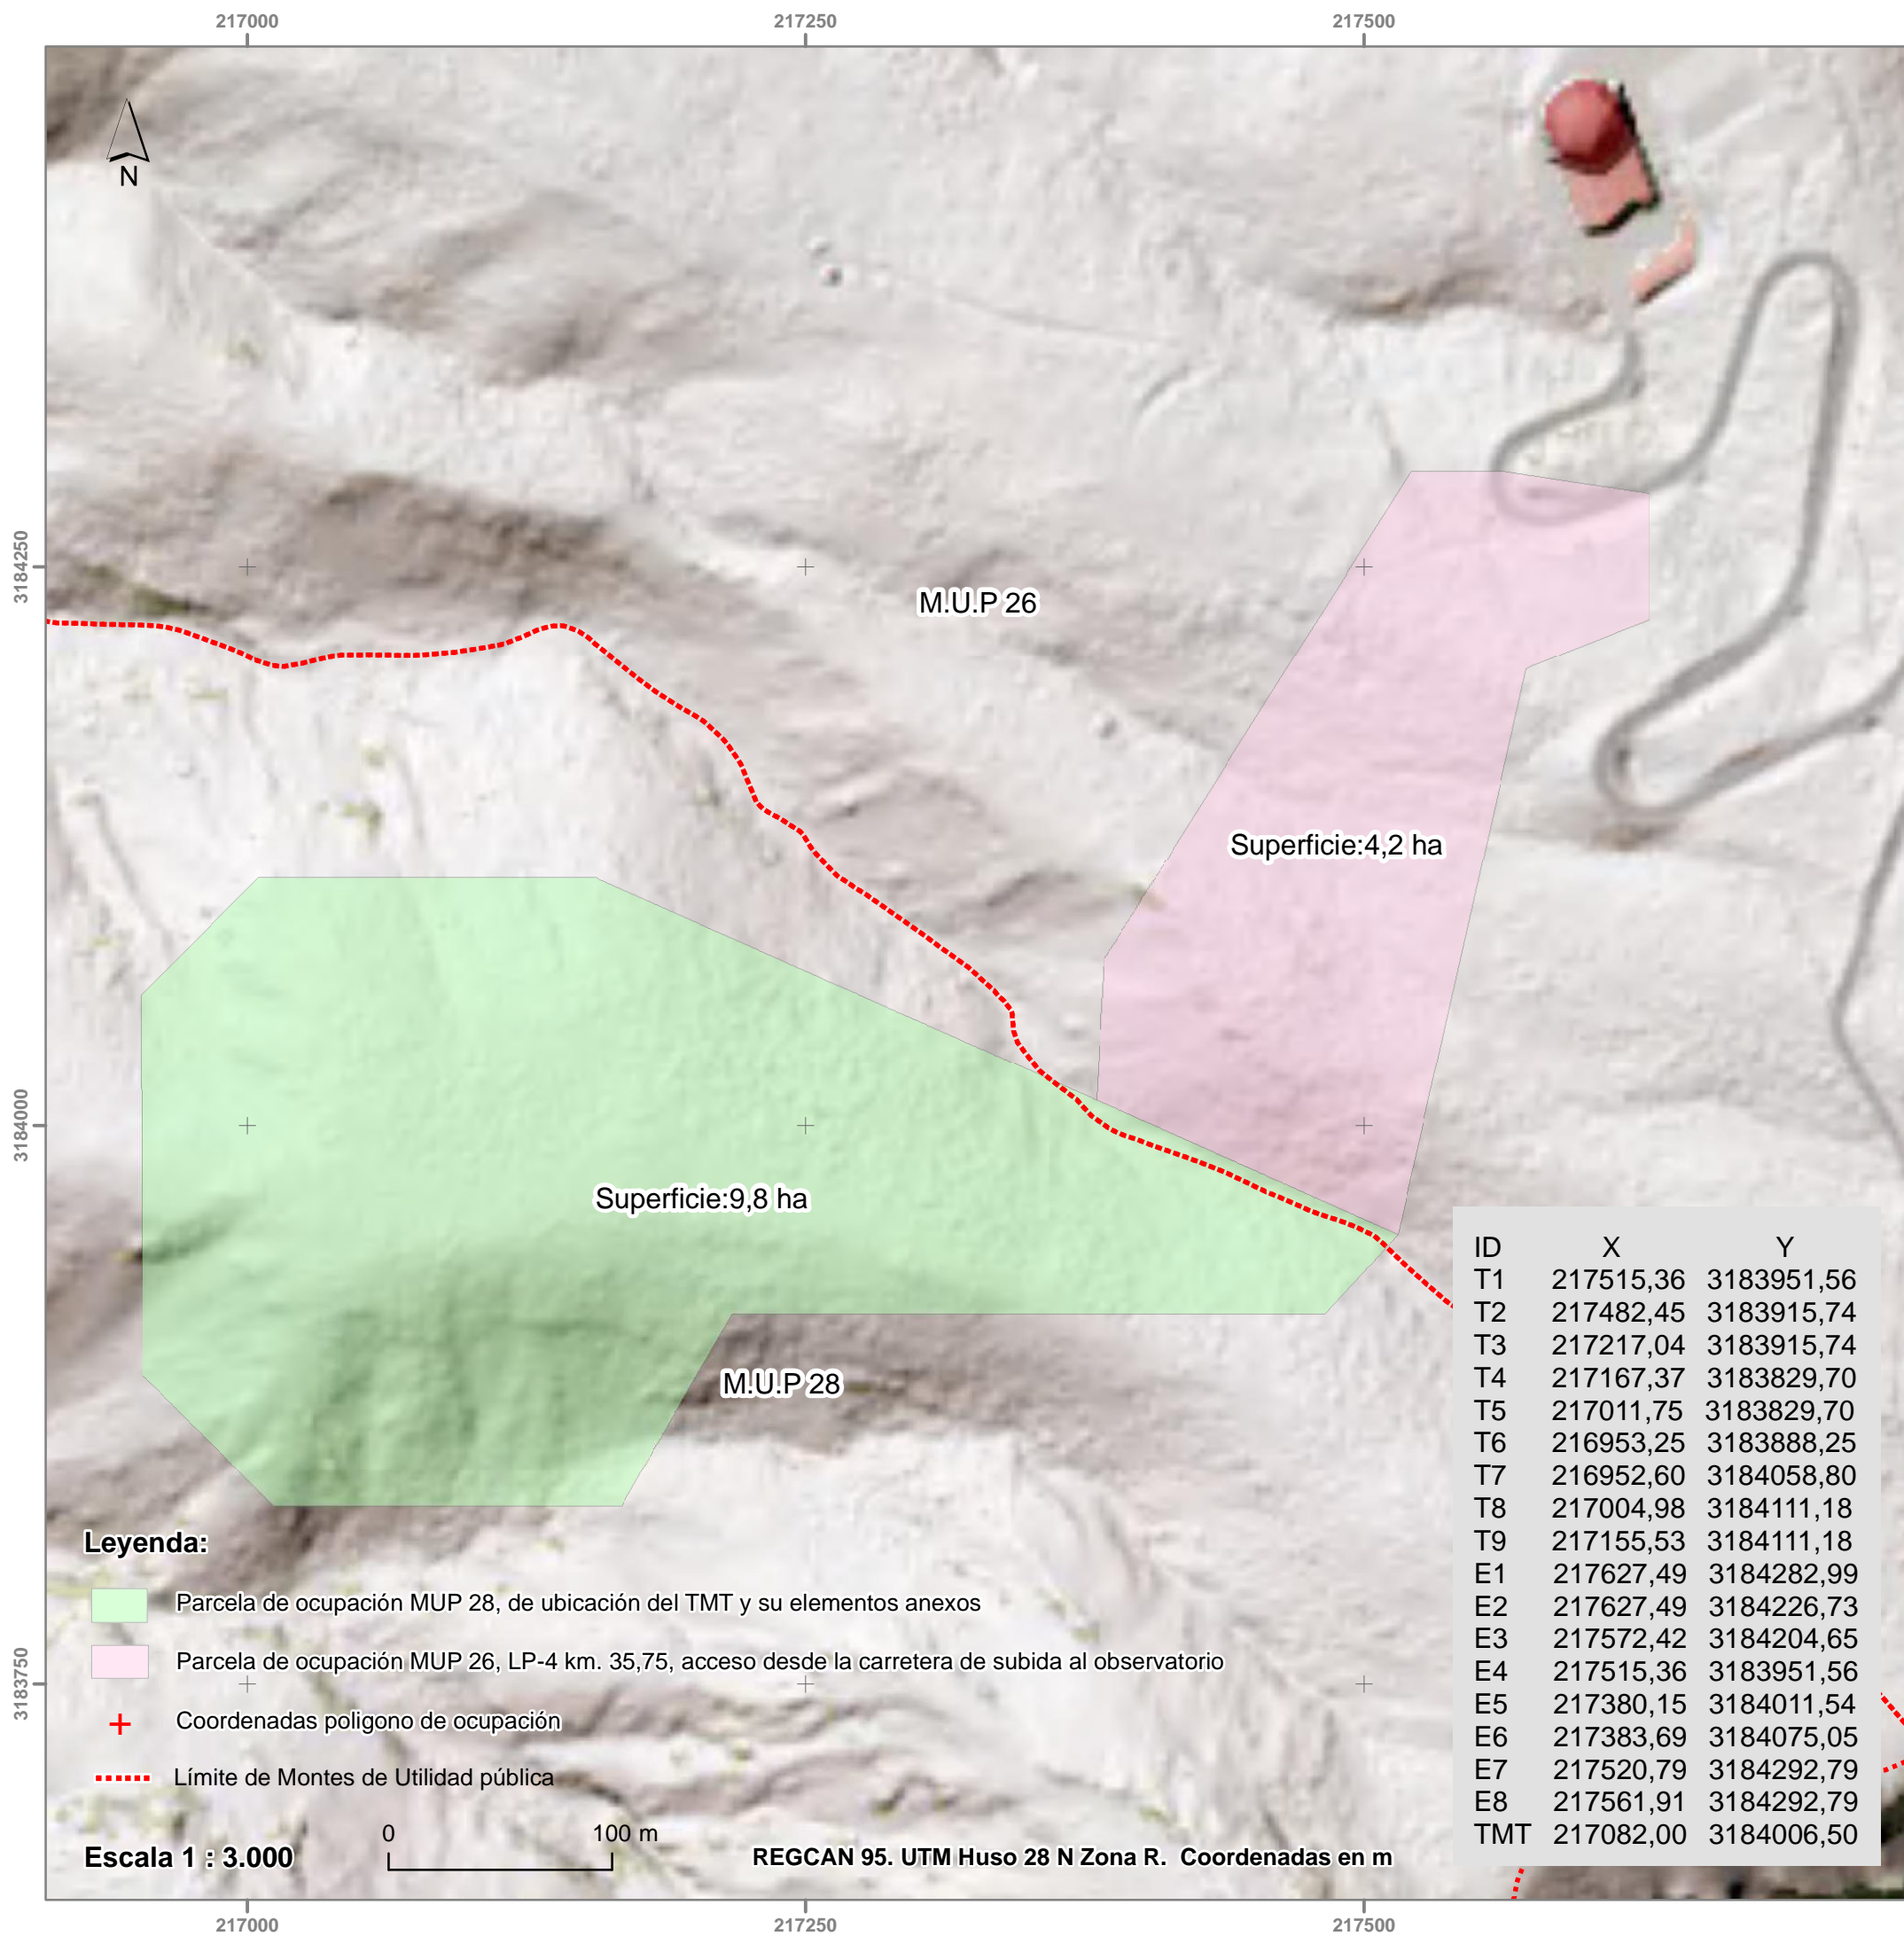 217000 217250 217500
N
3184250
M.U.P 26
Superficie:4,2 ha
3184000
Superficie:9,8 ha
M.U.P 28
ID X Y
T1 217515,36 3183951,56
T2 217482,45 3183915,74
T3 217217,04 3183915,74
T4 217167,37 3183829,70
T5 217011,75 3183829,70
T6 216953,25 3183888,25
T7 216952,60 3184058,80
T8 217004,98 3184111,18
T9 217155,53 3184111,18
E1 217627,49 3184282,99
E2 217627,49 3184226,73
E3 217572,42 3184204,65
E4 217515,36 3183951,56
E5 217380,15 3184011,54
E6 217383,69 3184075,05
E7 217520,79 3184292,79
E8 217561,91 3184292,79
TMT 217082,00 3184006,50
Leyenda:
Parcela de ocupación MUP 28, de ubicación del TMT y su elementos anexos
Parcela de ocupación MUP 26, LP-4 km. 35,75, acceso desde la carretera de subida al observatorio
3183750
Coordenadas poligono de ocupación
Límite de Montes de Utilidad pública
0 100 m
Escala 1 : 3.000
REGCAN 95. UTM Huso 28 N Zona R. Coordenadas en m
217000 217250 217500